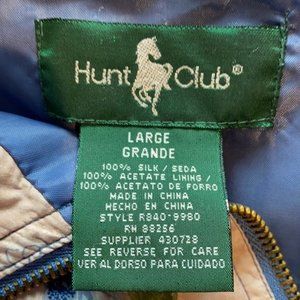 Hunt Club®
LARGE
GRANDE
100% SILK / SEDA
100% ACETATE LINING /
100% ACETATO DE FORRO
MADE IN CHINA
HECHO EN CHINA
STYLE R840-9980
RN 88256
SUPPLIER 430728
SEE REVERSE FOR CARE
VER AL DORSO PARA CUIDADO